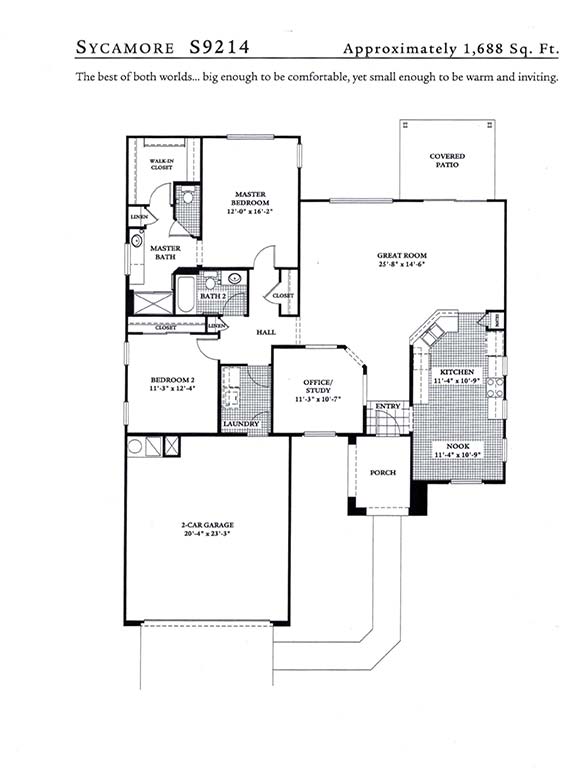 SYCAMORE S9214
Approximately 1,688 Sq. Ft.
The best of both worlds... big enough to be comfortable, yet small enough to be warm and inviting.
COVERED
PATIO
WALK-IN
CLOSET
MASTER
BEDROOM
12'-0" x 16'-2"
LINEN
MASTER
BATH
GREAT ROOM
25'-8" x 14'-6"
BATH 2
CLOSET
PANTRY
CLOSET
LINEN
HALL
KITCHEN
11'-4" x 10'-9"
BEDROOM 2
11'-3" x 12'-4"
OFFICE/
STUDY
11'-3" x 10'-7"
ENTRY
LAUNDRY
NOOK
11'-4" x 10'-9"
PORCH
2-CAR GARAGE
20'-4" x 23'-3"